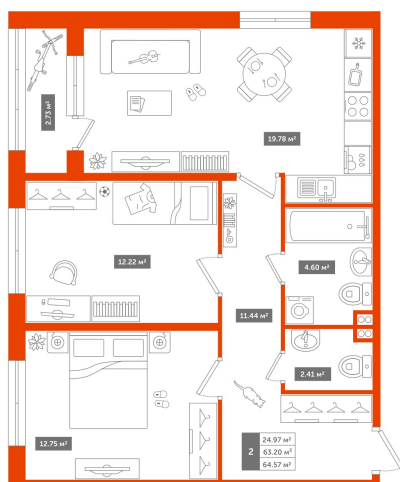 2.73 м²
19.78 м²
12.22 м²
4.60 м²
11.44 м²
2.41 м²
12.75 м²
2
24.97 м²
63.20 м²
64.57 м²